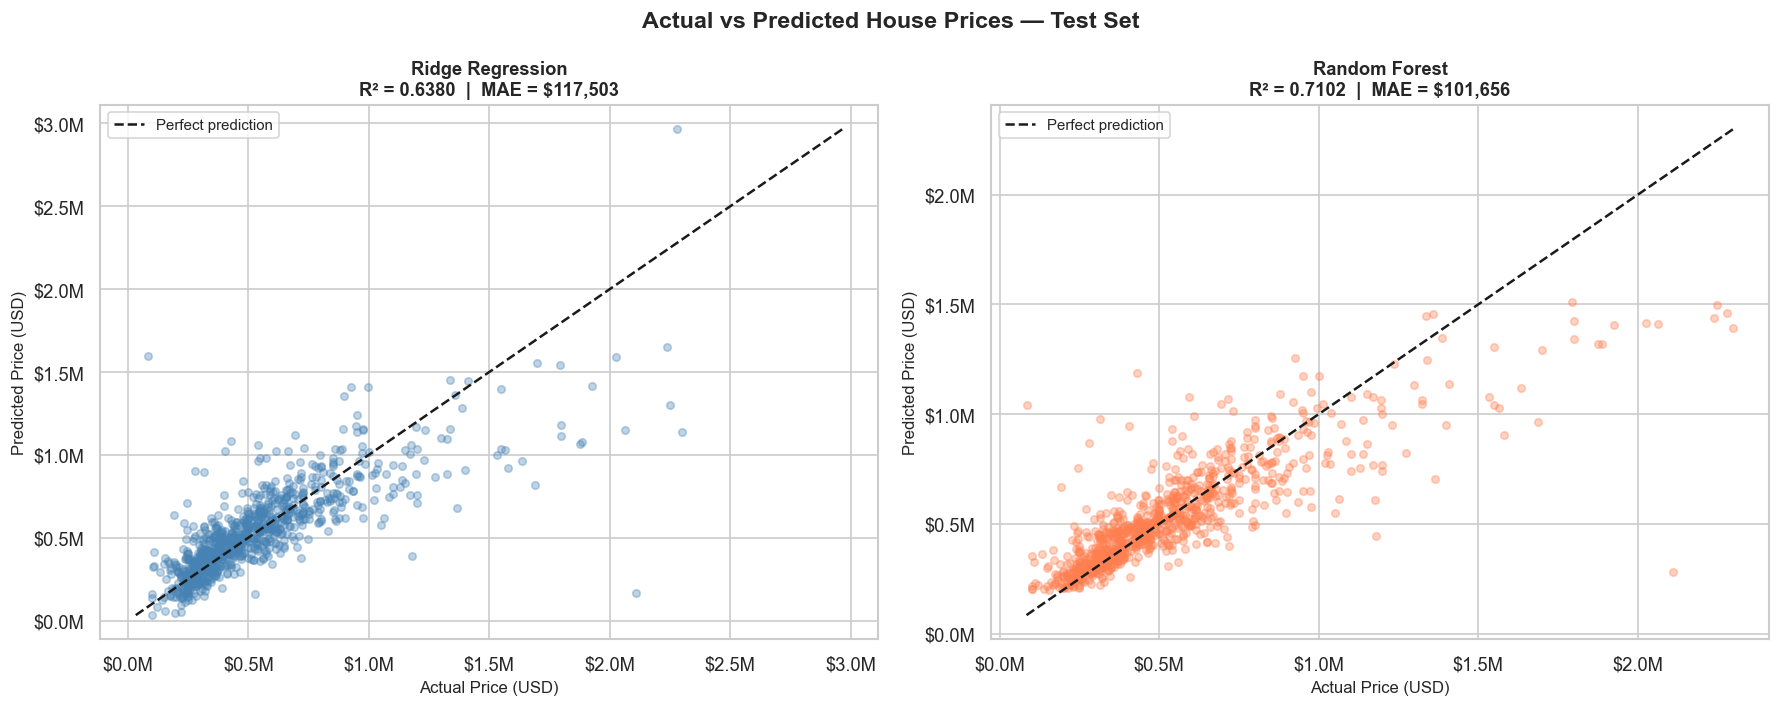 Actual vs Predicted House Prices — Test Set
Ridge Regression
R² = 0.6380 | MAE = $117,503
Perfect prediction
$3.0M
$2.5M
$2.0M
$1.5M
$1.0M
$0.5M
$0.0M
Predicted Price (USD)
$0.0M $0.5M $1.0M $1.5M $2.0M $2.5M $3.0M
Actual Price (USD)
Random Forest
R² = 0.7102 | MAE = $101,656
Perfect prediction
$2.0M
$1.5M
$1.0M
$0.5M
$0.0M
Predicted Price (USD)
$0.0M $0.5M $1.0M $1.5M $2.0M
Actual Price (USD)